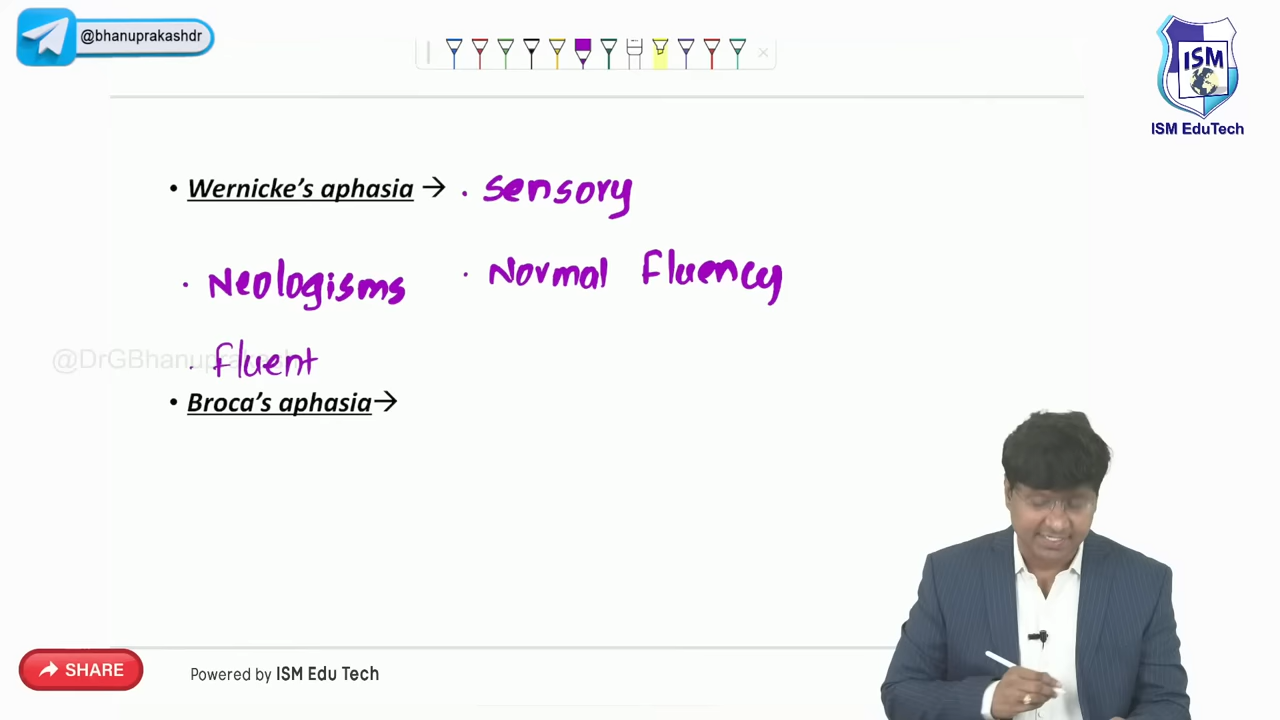 @bhanuprakashdr
ISM
ISM EduTech
• Wernicke's aphasia → · Sensory
· Neologisms · Normal Fluency
@DrGBhanuprakash
· Fluent
• Broca's aphasia→
SHARE
Powered by ISM Edu Tech